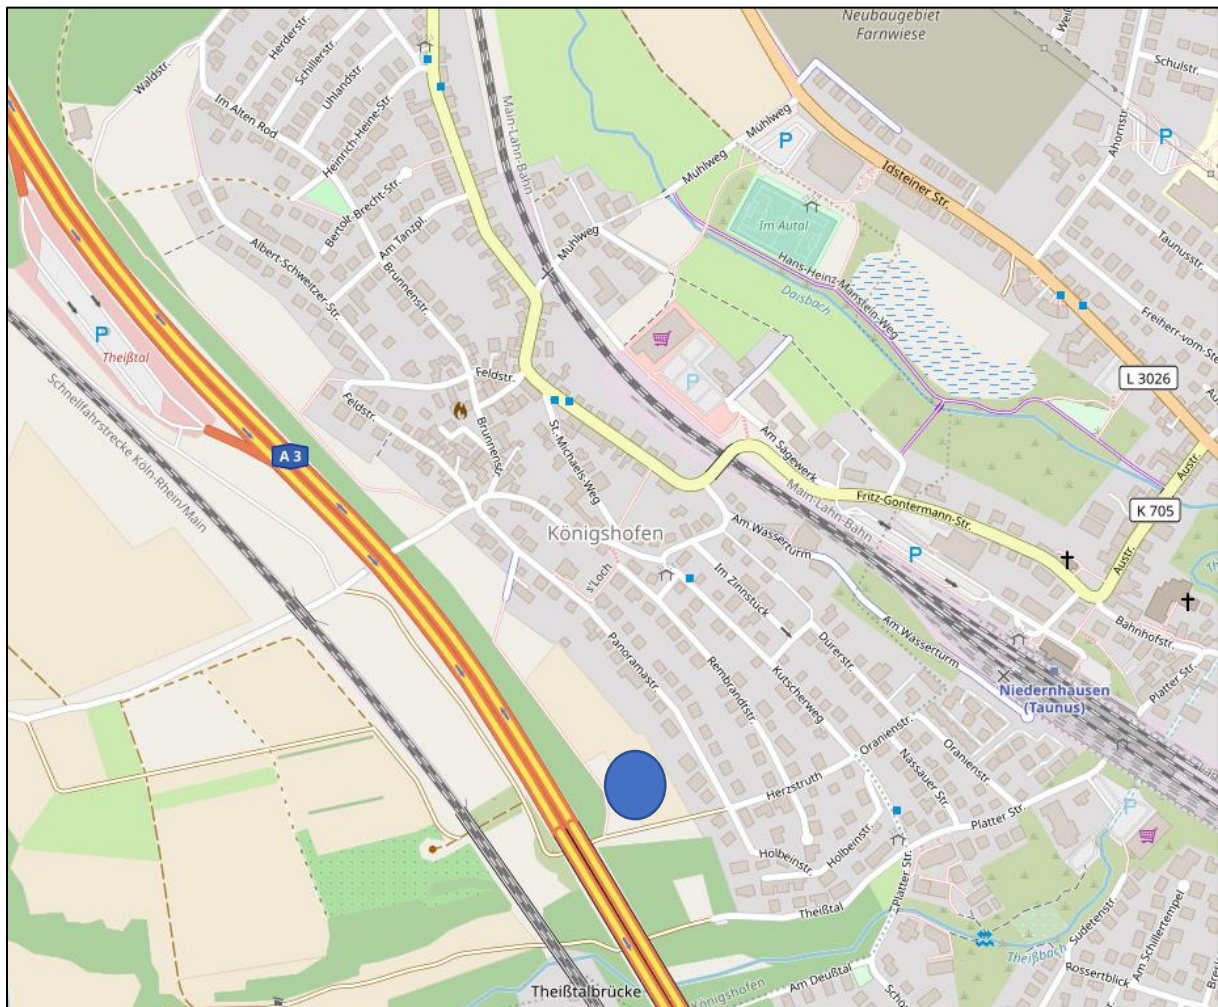 Neubaugebiet
Farnwiese
Weiß
Schulstr.
Herderstr.
Schillerstr.
Uhlandstr.
Waldstr.
Im Alten Rod
Heinrich-Heine-Str.
Main-Lahn-Bahn
Mühlweg
P
Idsteiner Str.
Ahornstr.
P
Mühlweg
Bertolt-Brecht-Str.
Am Tanzpl.
Mühlweg
Im Autal
Taunusstr.
Albert-Schweitzer-Str.
Brunnenstr.
Hans-Heinz-Manstein-Weg
Daisbach
Freiherr-vom-Ste
P
Theißtal
Feldstr.
P
L 3026
Schnellfahrstrecke Köln-Rhein/Main
Feldstr.
Brunnenstr.
St.-Michaels-Weg
Am Sägewerk
A 3
Austr.
Main-Lahn-Bahn
Fritz-Gontermann-Str.
K 705
Königshofen
Am Wasserturm
P
Austr.
s'Loch
Im Zinnstück
Bahnhofstr.
Am Wasserturm
Dürerstr.
Platter Str.
Panoramastr.
Rembrandtstr.
Kutscherweg
Niedernhausen
(Taunus)
Oranienstr.
Oranienstr.
Nassauer Str.
Herzstruth
Platter Str.
P
Holbeinstr.
Holbeinstr.
Platter Str.
Theißtal
Sudetenstr.
Am Schillertempel
Theißbach
Rossertblick
Am Deußtal
Theißtalbrücke
Königshofen